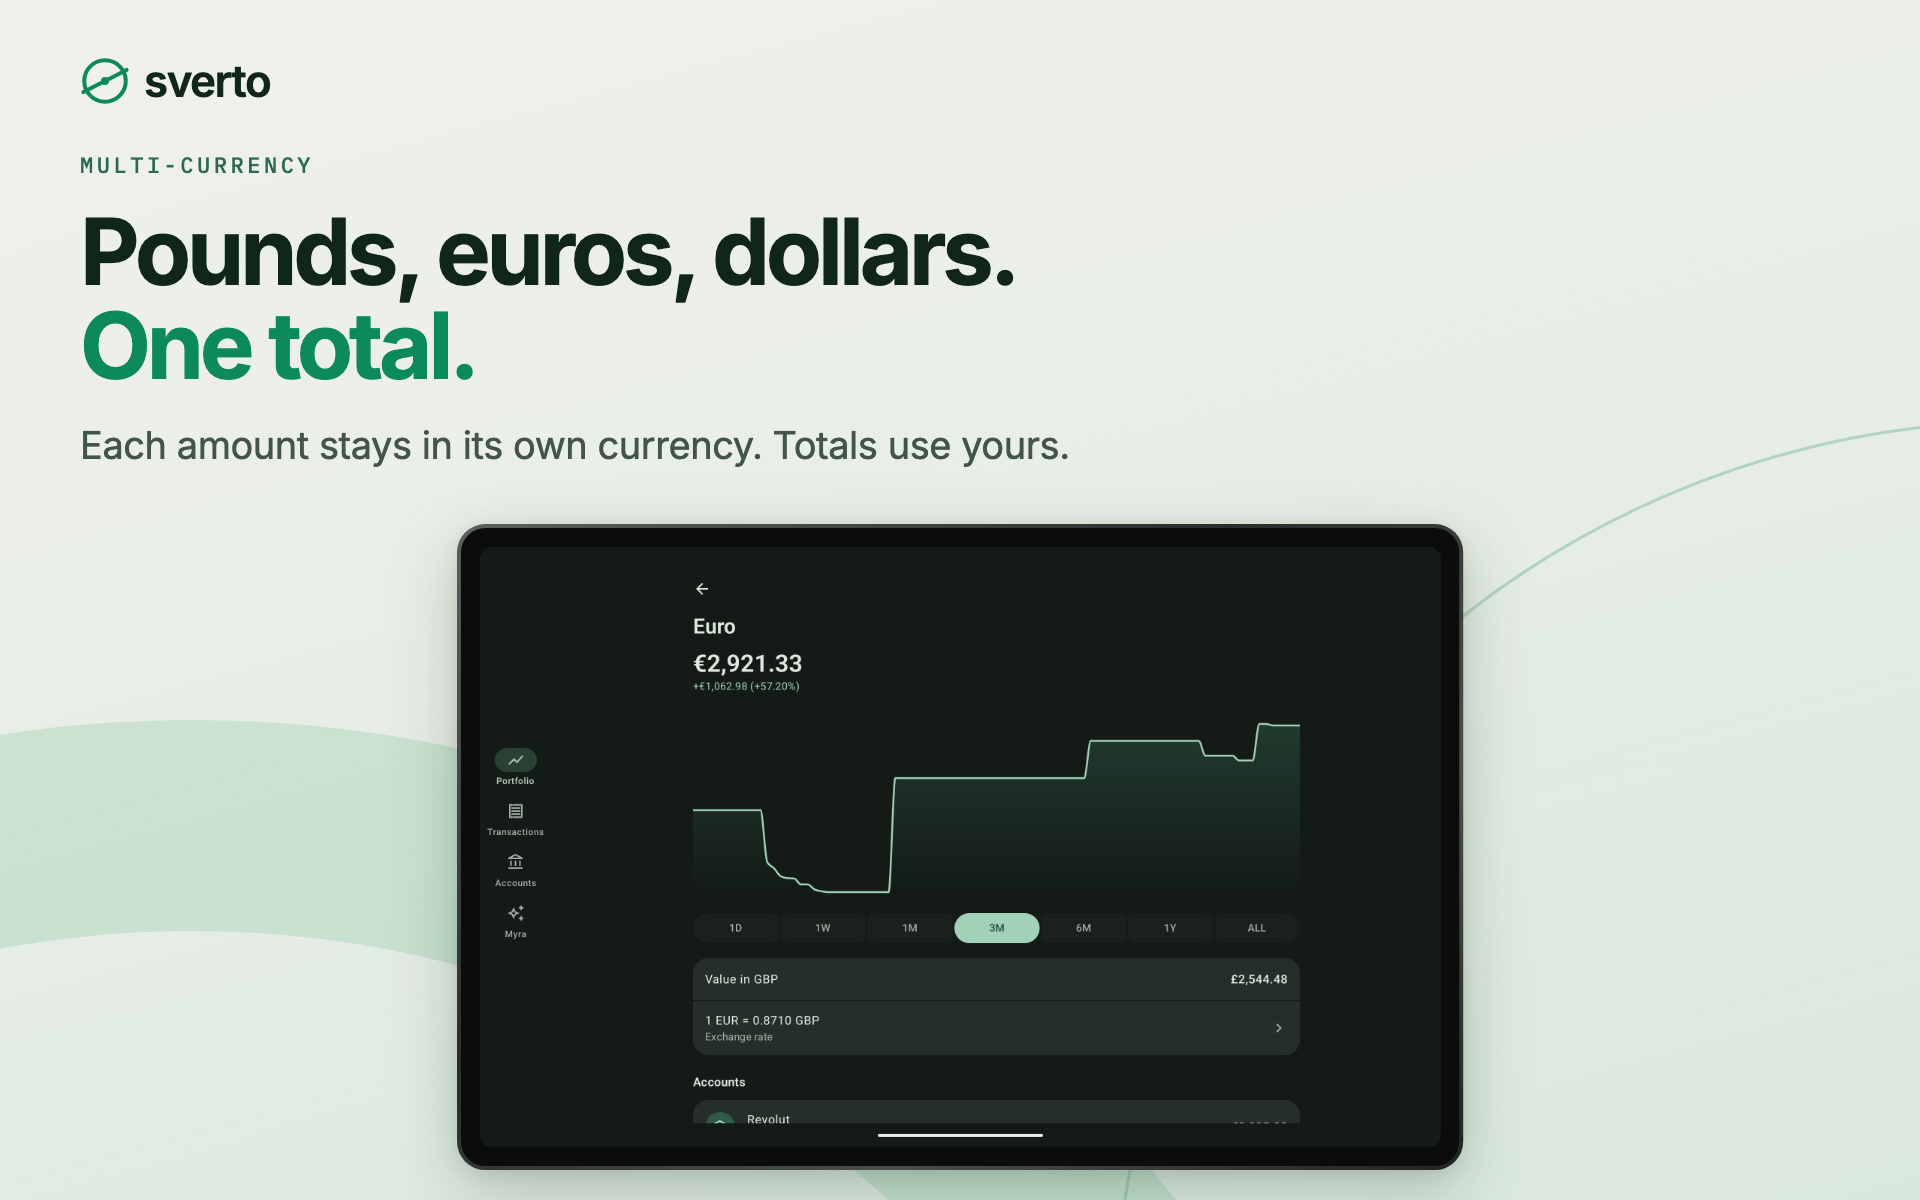 sverto
MULTI-CURRENCY
Pounds, euros, dollars.
One total.
Each amount stays in its own currency. Totals use yours.
Euro
€2,921.33
+€1,062.98 (+57.20%)
Portfolio
Transactions
Accounts
Myra
1D 1W 1M 3M 6M 1Y ALL
Value in GBP £2,544.48
1 EUR = 0.8710 GBP
Exchange rate
Accounts
Revolut